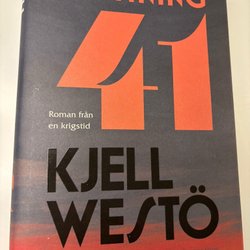 41
Roman från
en krigstid
KJELL
WESTÖ